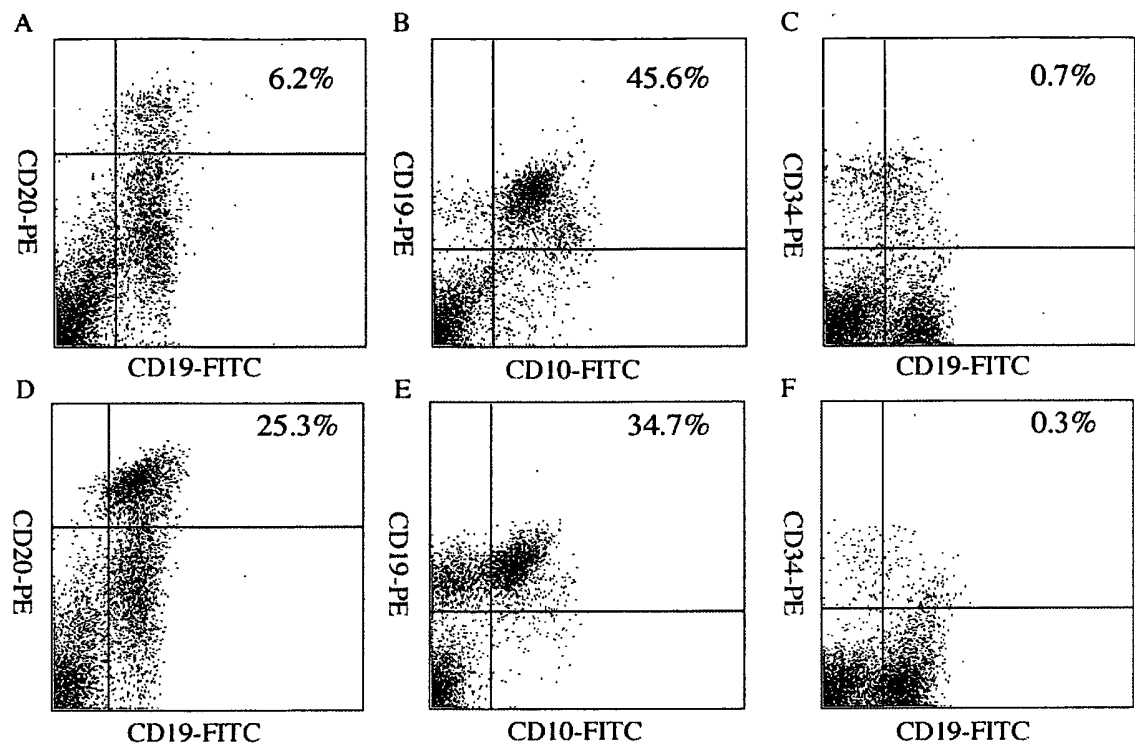 A
6.2%
CD20-PE
CD19-FITC
B
45.6%
CD19-PE
CD10-FITC
C
0.7%
CD34-PE
CD19-FITC
D
25.3%
CD20-PE
CD19-FITC
E
34.7%
CD19-PE
CD10-FITC
F
0.3%
CD34-PE
CD19-FITC